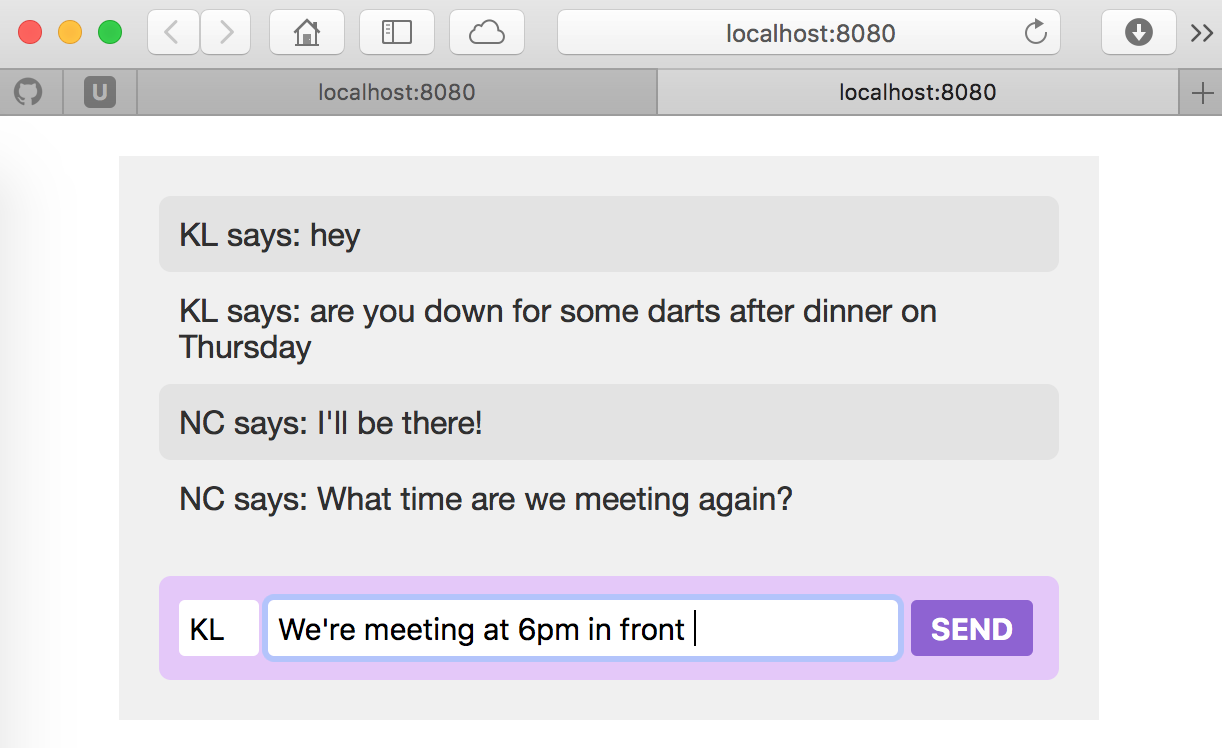 localhost:8080
U
localhost:8080
localhost:8080
KL says: hey
KL says: are you down for some darts after dinner on
Thursday
NC says: I'll be there!
NC says: What time are we meeting again?
KL
We're meeting at 6pm in front
SEND